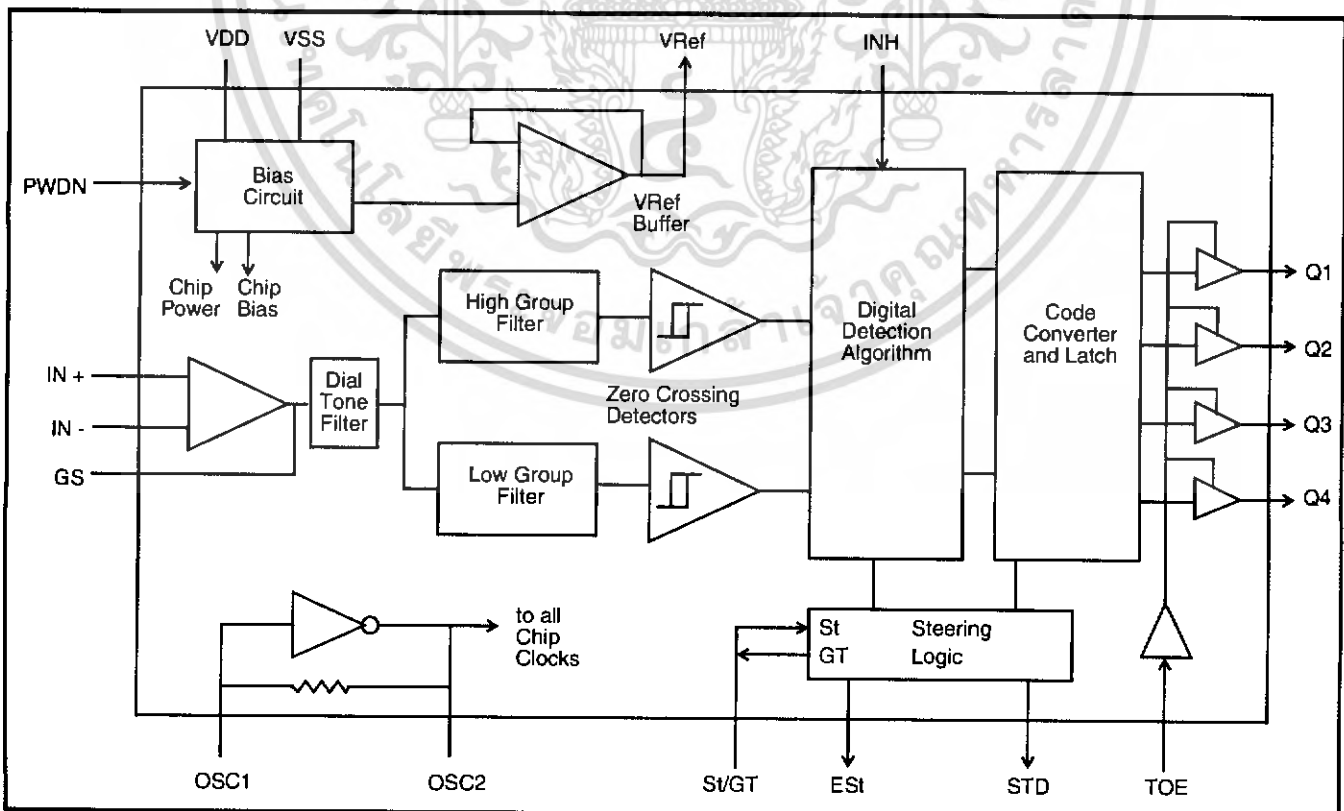 VDD
VSS
VRef
INH
PWDN
Bias
Circuit
VRef
Buffer
Chip
Power
Chip
Bias
High Group
Filter
Digital
Detection
Algorithm
Code
Converter
and Latch
Q1
Q2
Q3
Q4
IN +
IN -
GS
Dial
Tone
Filter
Zero Crossing
Detectors
Low Group
Filter
to all
Chip
Clocks
St
GT
Steering
Logic
OSC1
OSC2
St/GT
ESt
STD
TOE